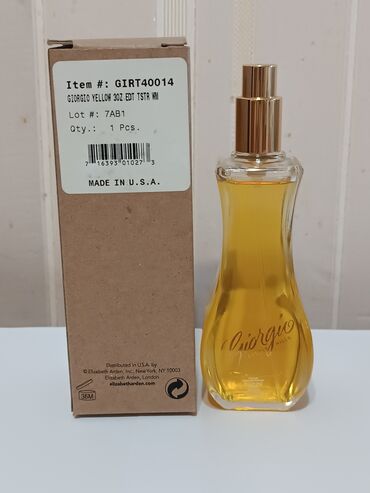 Item #: GIRT40014
GIORGIO YELLOW 3OZ EDT TSTR WM
Lot #: 7AB1
Qty.: 1 Pcs.
7 16393 01027 3
MADE IN U.S.A.
Distributed in U.S.A. by
©Elizabeth Arden, Inc., New York, NY 10003
Elizabeth Arden, London
elizabetharden.com
36M
Giorgio